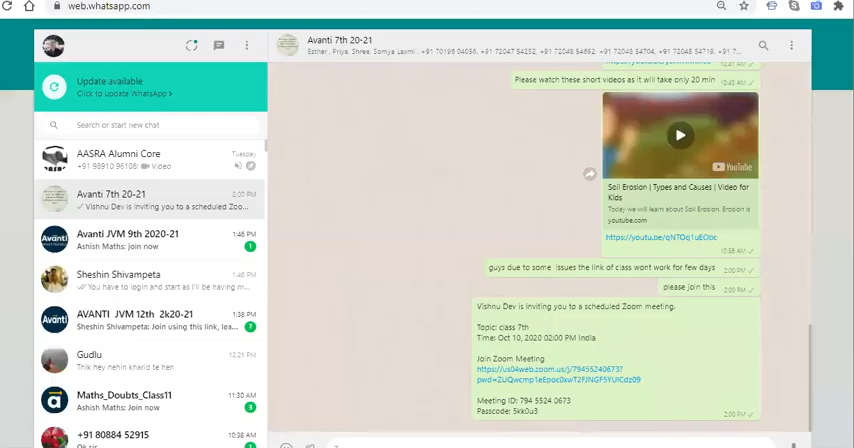 web.whatsapp.com
Update available
Click to update WhatsApp >
Search or start new chat
AASRA Alumni Core
Tuesday
+91 98910 96108: Video
Avanti 7th 20-21
2:00 PM
Vishnu Dev is inviting you to a scheduled Zoo...
Avanti JVM 9th 2020-21
1:46 PM
Ashish Maths: join now
1
Sheshin Shivampeta
1:46 PM
You have to login and start as I'll be having m...
AVANTI JVM 12th 2k20-21
1:38 PM
Sheshin Shivampeta: Join using this link, lea...
7
Gudlu
12:21 PM
Thik hey nehin kharid te hen
Maths_Doubts_Class11
11:30 AM
Ashish Maths: Join now
3
+91 80884 52915
10:38 AM
Avanti 7th 20-21
Esther, Priya, Shree, Somya Laxmi, +91 70196 04056, +91 72047 54252, +91 72048 54692, +91 72048 54704, +91 72048 54719, +91 7...
10:41 AM
Please watch these short videos as it will take only 20 min
10:43 AM
YouTube
Soil Erosion | Types and Causes | Video for
Kids
Today we will learn about Soil Erosion. Erosion is
youtube.com
https://youtu.be/qNTOq1uEObc
10:56 AM
guys due to some issues the link of class wont work for few days
2:00 PM
please join this
2:00 PM
Vishnu Dev is inviting you to a scheduled Zoom meeting.
Topic: class 7th
Time: Oct 10, 2020 02:00 PM India
Join Zoom Meeting
https://us04web.zoom.us/j/79455240673?
pwd=ZUQwcmp1eEpoc0xwT2FJNGF5YUlCdz09
Meeting ID: 794 5524 0673
Passcode: 5kk0u3
2:00 PM